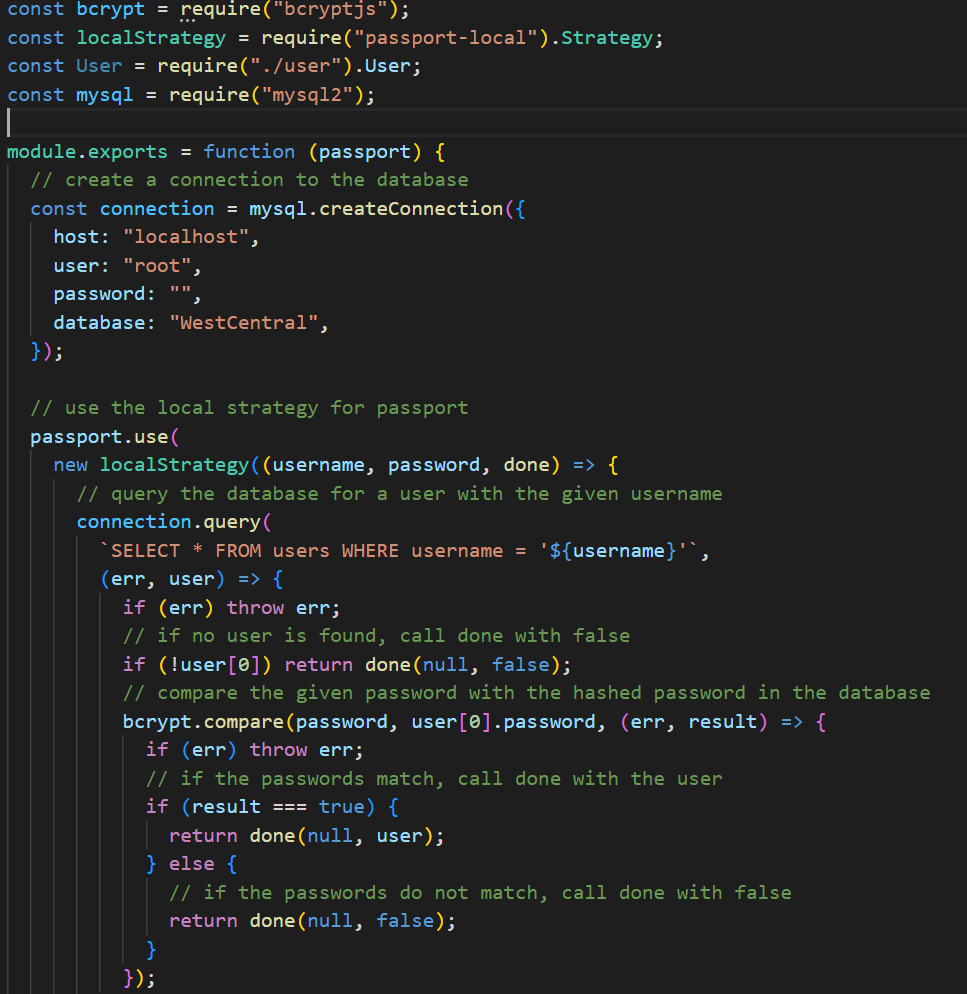 const bcrypt = require("bcryptjs");
const localStrategy = require("passport-local").Strategy;
const User = require("./user").User;
const mysql = require("mysql2");

module.exports = function (passport) {
  // create a connection to the database
  const connection = mysql.createConnection({
    host: "localhost",
    user: "root",
    password: "",
    database: "WestCentral",
  });

  // use the local strategy for passport
  passport.use(
    new localStrategy((username, password, done) => {
      // query the database for a user with the given username
      connection.query(
        `SELECT * FROM users WHERE username = '${username}'`,
        (err, user) => {
          if (err) throw err;
          // if no user is found, call done with false
          if (!user[0]) return done(null, false);
          // compare the given password with the hashed password in the database
          bcrypt.compare(password, user[0].password, (err, result) => {
            if (err) throw err;
            // if the passwords match, call done with the user
            if (result === true) {
              return done(null, user);
            } else {
              // if the passwords do not match, call done with false
              return done(null, false);
            }
          });